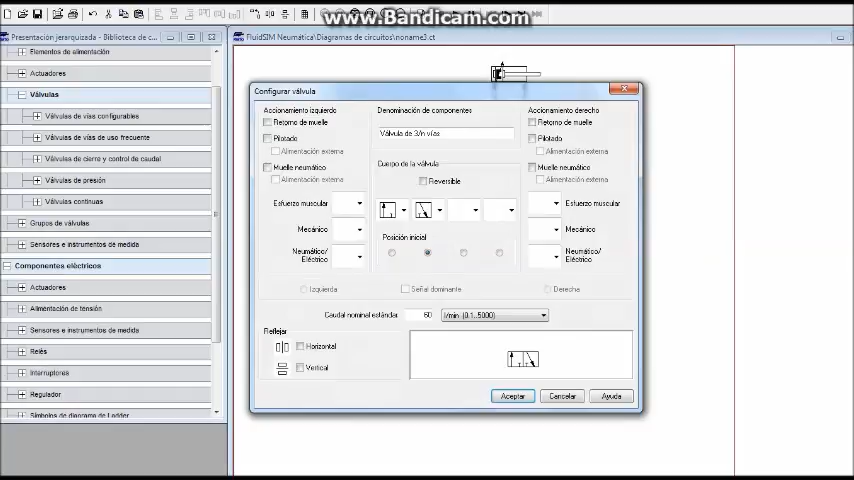 www.Bandicam.com
Presentación jerarquizada - Biblioteca de c...
FluidSIM Neumática\Diagramas de circuitos\noname3.ct
Elementos de alimentación
Actuadores
Válvulas
Válvulas de vías configurables
Válvulas de vías de uso frecuente
Válvulas de cierre y control de caudal
Válvulas de presión
Válvulas continuas
Grupos de válvulas
Sensores e instrumentos de medida
Componentes eléctricos
Actuadores
Alimentación de tensión
Sensores e instrumentos de medida
Relés
Interruptores
Regulador
Símbolos de diagrama de Ladder
Configurar válvula
Accionamiento izquierdo
Retorno de muelle
Pilotado
Alimentación externa
Muelle neumático
Alimentación externa
Esfuerzo muscular
Mecánico
Neumático/
Eléctrico
Denominación de componentes
Válvula de 3/n vías
Cuerpo de la válvula
Reversible
Posición inicial
Accionamiento derecho
Retorno de muelle
Pilotado
Alimentación externa
Muelle neumático
Alimentación externa
Esfuerzo muscular
Mecánico
Neumático/
Eléctrico
Izquierda
Señal dominante
Derecha
Caudal nominal estándar
60
l/min (0.1..5000)
Reflejar
Horizontal
Vertical
Aceptar
Cancelar
Ayuda